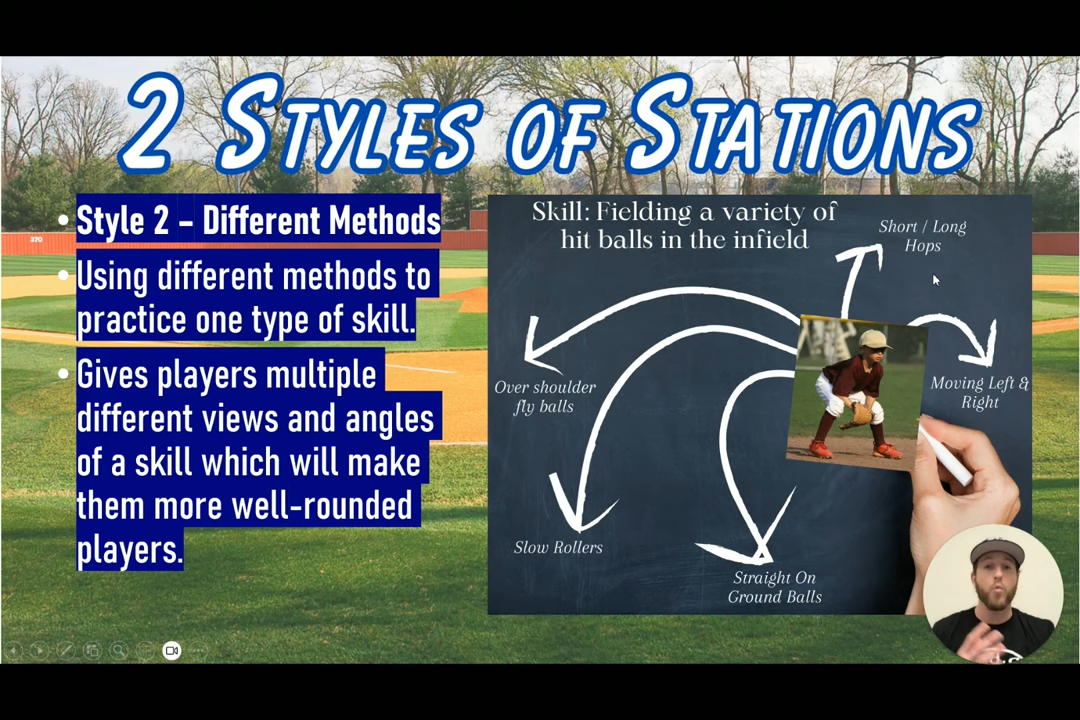 2 STYLES OF STATIONS
• Style 2 – Different Methods
• Using different methods to
practice one type of skill.
• Gives players multiple
different views and angles
of a skill which will make
them more well-rounded
players.
Skill: Fielding a variety of
hit balls in the infield
Short / Long
Hops
Over shoulder
fly balls
Moving Left &
Right
Slow Rollers
Straight On
Ground Balls
370